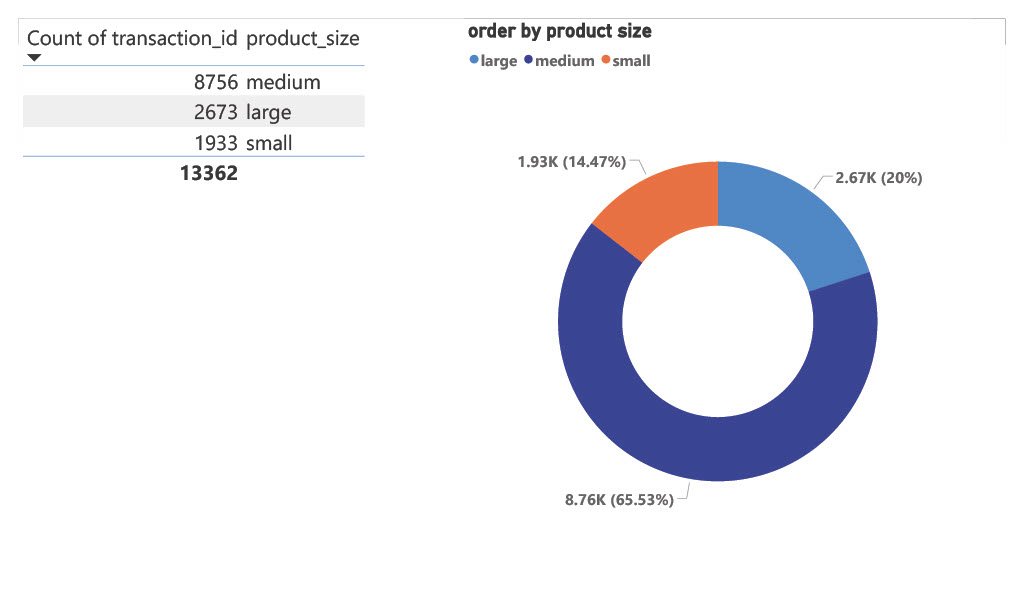 Count of transaction_id product_size
8756 medium
2673 large
1933 small
13362
order by product size
large medium small
1.93K (14.47%)
2.67K (20%)
8.76K (65.53%)